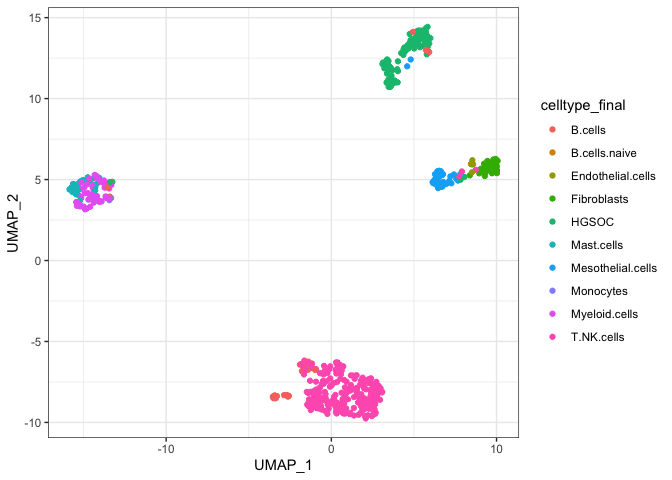 15
10
5
0
-5
-10
UMAP_2
-10
0
10
UMAP_1
celltype_final
B.cells
B.cells.naive
Endothelial.cells
Fibroblasts
HGSOC
Mast.cells
Mesothelial.cells
Monocytes
Myeloid.cells
T.NK.cells